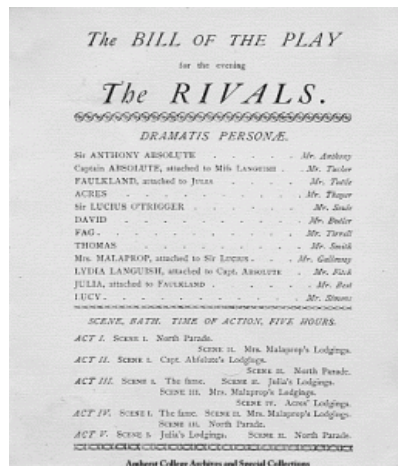 The BILL OF THE PLAY
for the evening
The RIVALS.
DRAMATIS PERSONÆ.
Sir ANTHONY ABSOLUTE . . . . . Mr. Anthony
Captain ABSOLUTE, attached to Miſs LANGUISH . . Mr. Tucker
FAULKLAND, attached to JULIA . . . . Mr. Tuttle
ACRES . . . . . . . . Mr. Thayer
Sir LUCIUS O'TRIGGER . . . . . . Mr. Soule
DAVID . . . . . . . . Mr. Butler
FAG . . . . . . . . Mr. Tirrell
THOMAS . . . . . . . Mr. Smith
Mrs. MALAPROP, attached to Sir LUCIUS . . . Mr. Galloway
LYDIA LANGUISH, attached to Capt. ABSOLUTE . Mr. Fisch
JULIA, attached to FAULKLAND . . . . Mr. Best
LUCY . . . . . . . . Mr. Simons
SCENE, BATH. TIME OF ACTION, FIVE HOURS.
ACT I. SCENE I. North Parade.
SCENE II. Mrs. Malaprop's Lodgings.
ACT II. SCENE I. Capt. Abſolute's Lodgings.
SCENE II. North Parade.
ACT III. SCENE I. The ſame. SCENE II. Julia's Lodgings.
SCENE III. Mrs. Malaprop's Lodgings.
SCENE IV. Acres' Lodgings.
ACT IV. SCENE I. The ſame. SCENE II. Mrs. Malaprop's Lodgings.
SCENE III. North Parade.
ACT V. SCENE I. Julia's Lodgings. SCENE II. North Parade.
Amherst College Archives and Special Collections